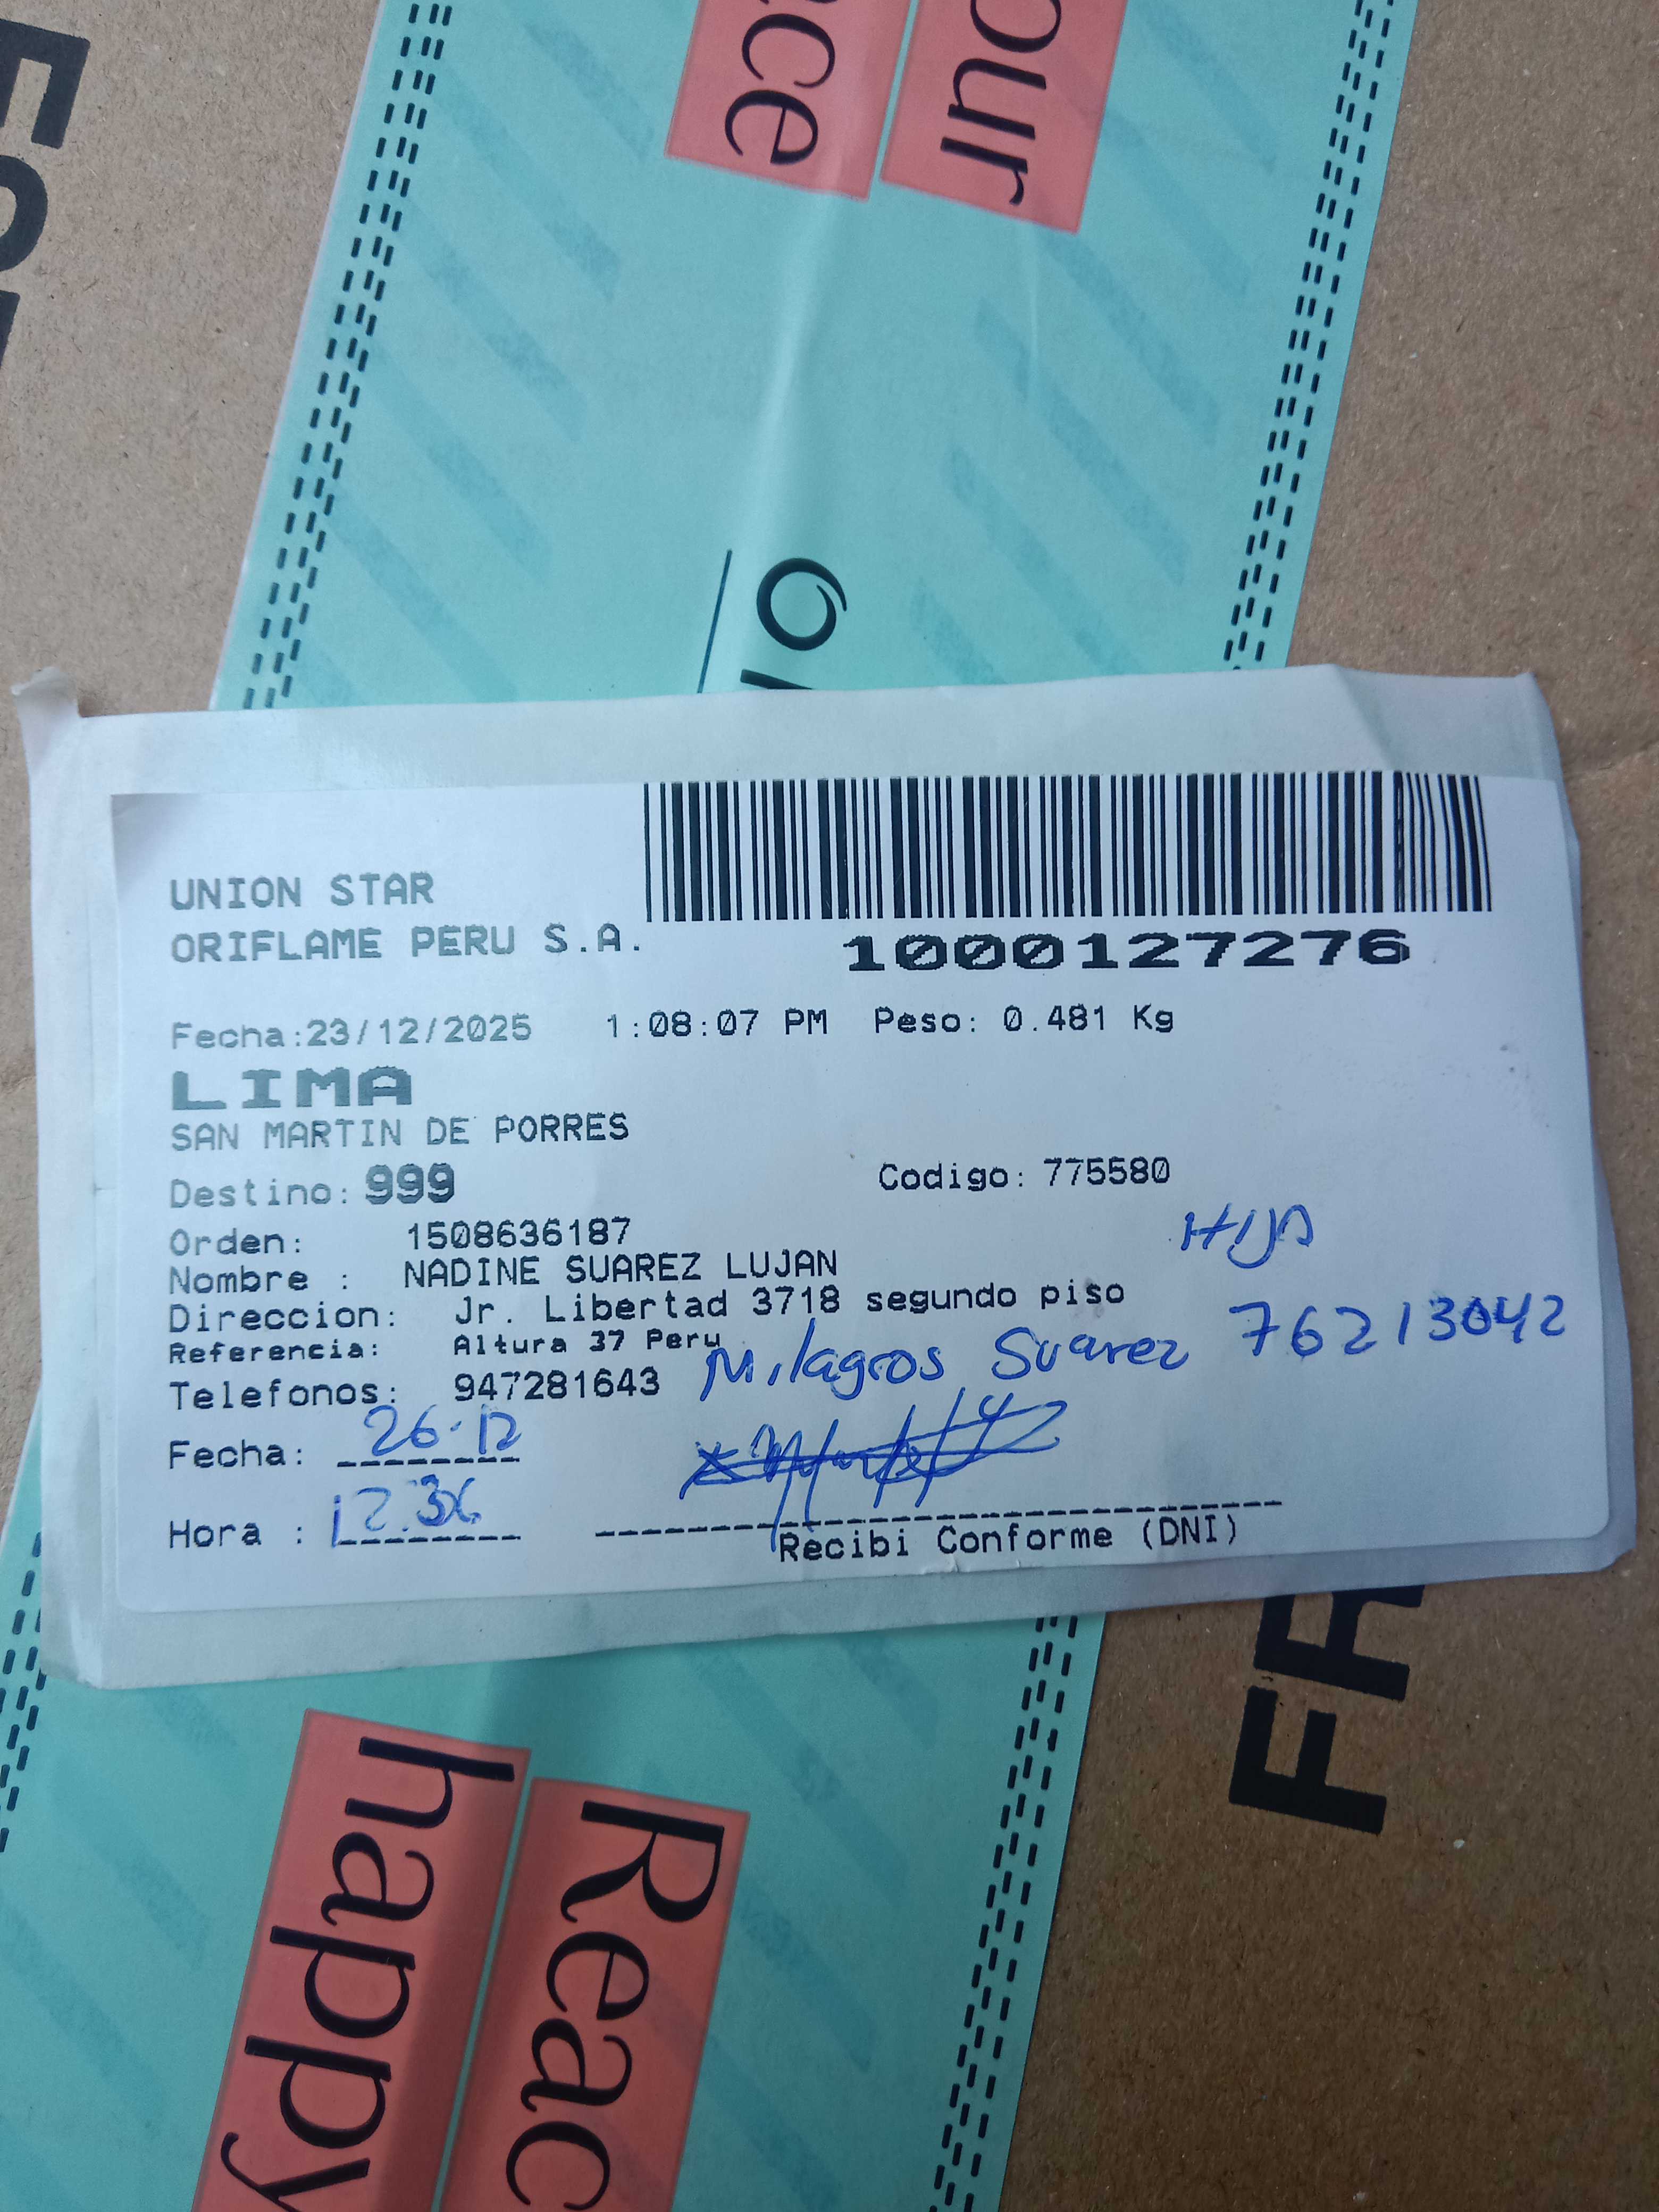 our
ce
UNION STAR
ORIFLAME PERU S.A.
1000127276
Fecha:23/12/2025 1:08:07 PM Peso: 0.481 Kg
LIMA
SAN MARTIN DE PORRES
Destino: 999 Codigo: 775580
Orden: 1508636187
HIJA
Nombre : NADINE SUAREZ LUJAN
Direccion: Jr. Libertad 3718 segundo piso
Referencia: Altura 37 Peru
Milagros Suarez 76213042
Telefonos: 947281643
Fecha: 26.12
Hora : 12.36
Recibi Conforme (DNI)
FR
Reac
happy